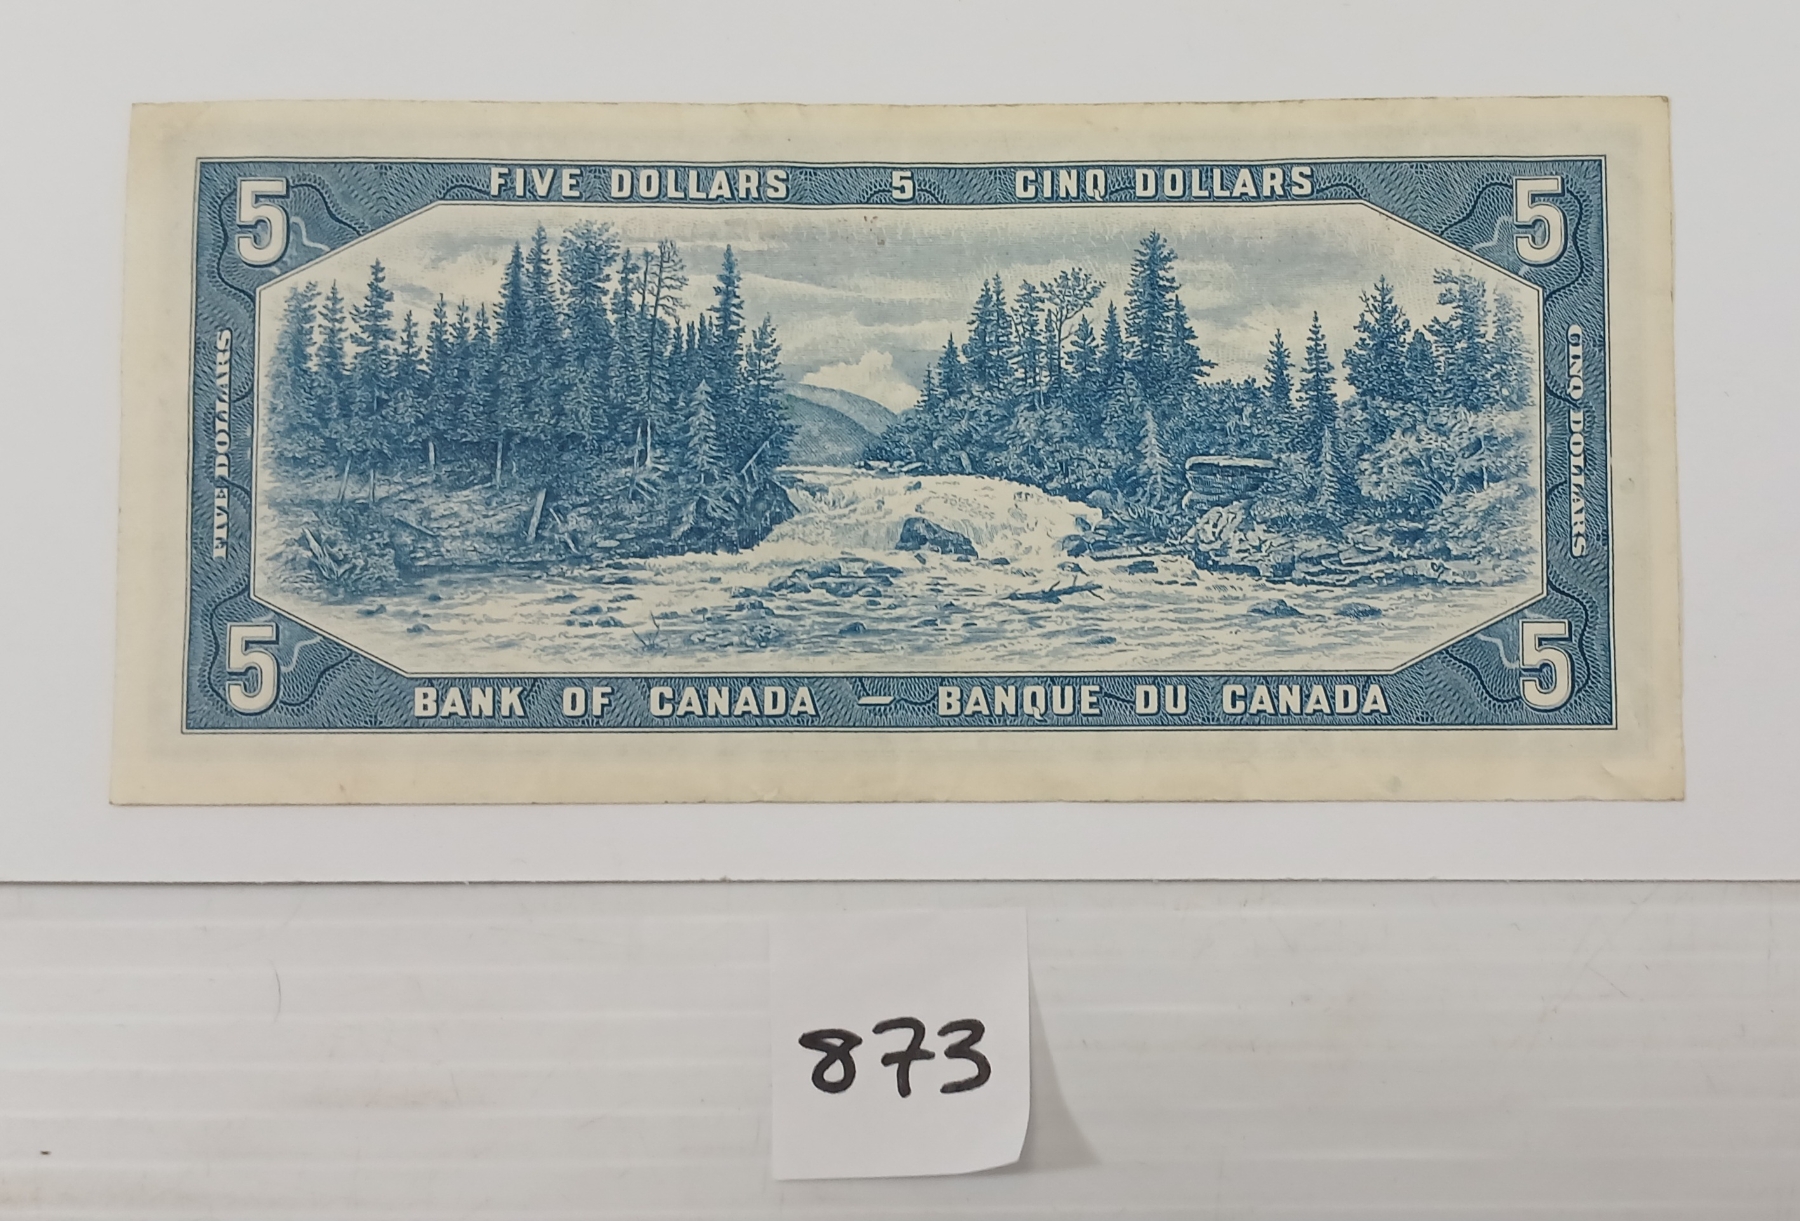 5 FIVE DOLLARS 5 CINQ DOLLARS 5
FIVE DOLLARS
CINQ DOLLARS
5 BANK OF CANADA – BANQUE DU CANADA 5
873